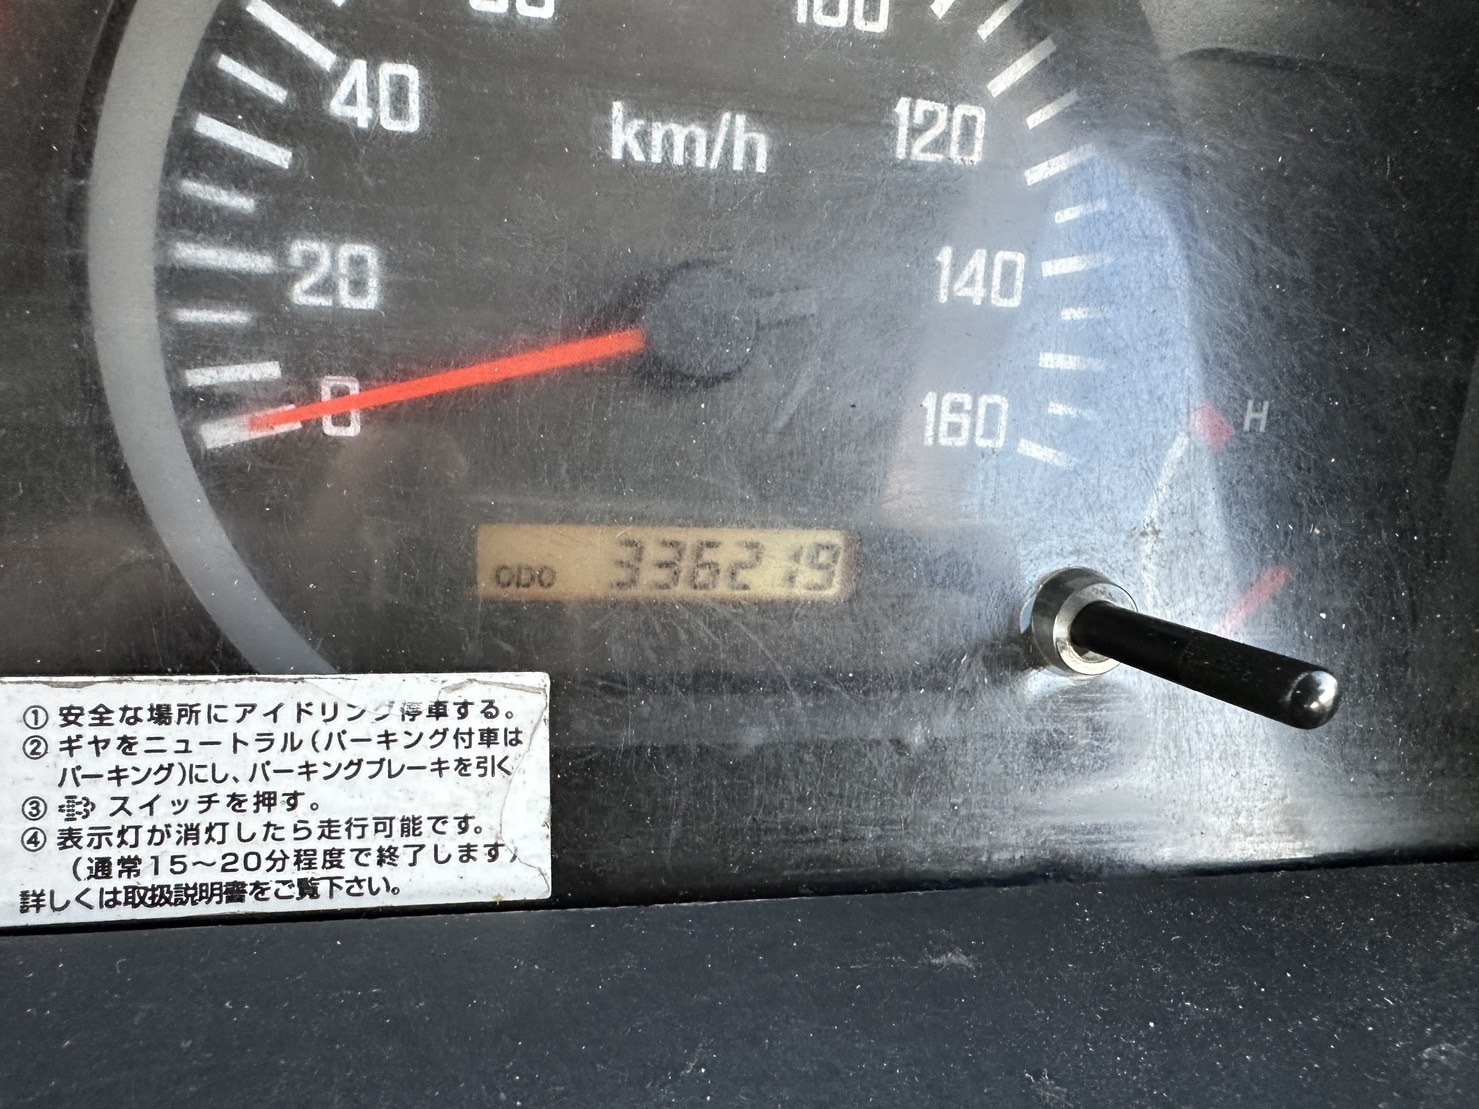 40
km/h
120
20
140
0
160
H
ODO 336219
① 安全な場所にアイドリング停車する。
② ギヤをニュートラル(パーキング付車は
パーキング)にし、パーキングブレーキを引く
③ スイッチを押す。
④ 表示灯が消灯したら走行可能です。
(通常15～20分程度で終了します)
詳しくは取扱説明書をご覧下さい。